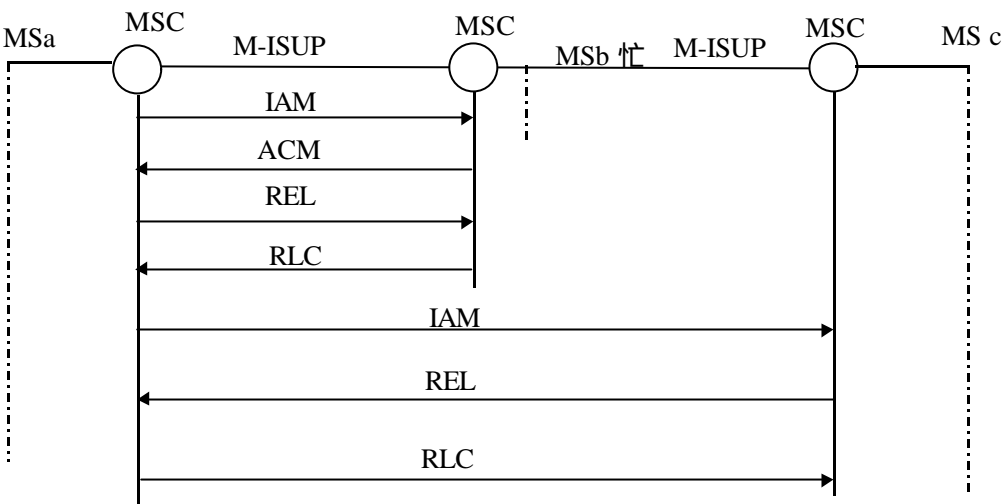 MSa
MSC
M-ISUP
MSC
MSb 忙
M-ISUP
MSC
MS c
IAM
ACM
REL
RLC
IAM
REL
RLC